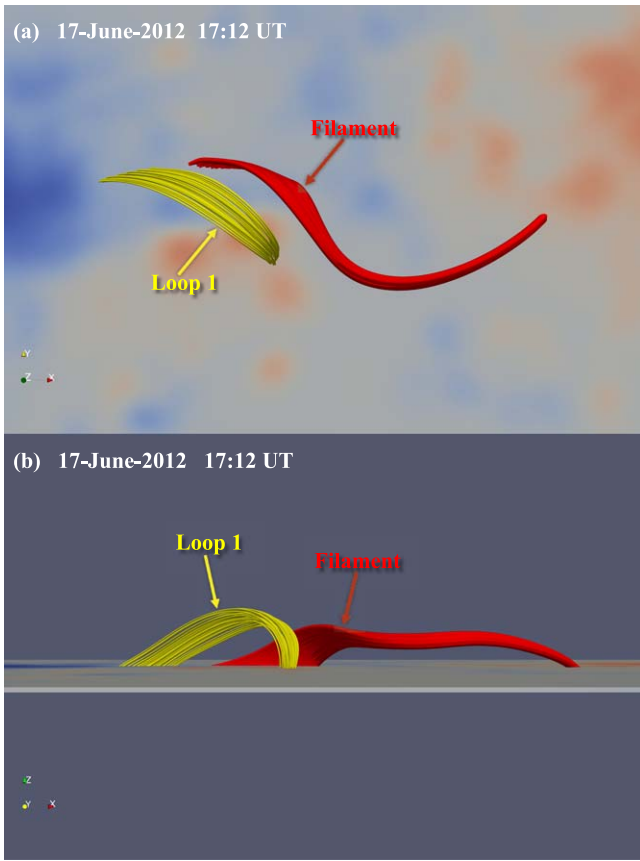 (a) 17-June-2012 17:12 UT
Filament
Loop 1
Y
Z X
(b) 17-June-2012 17:12 UT
Loop 1
Filament
Z
Y X